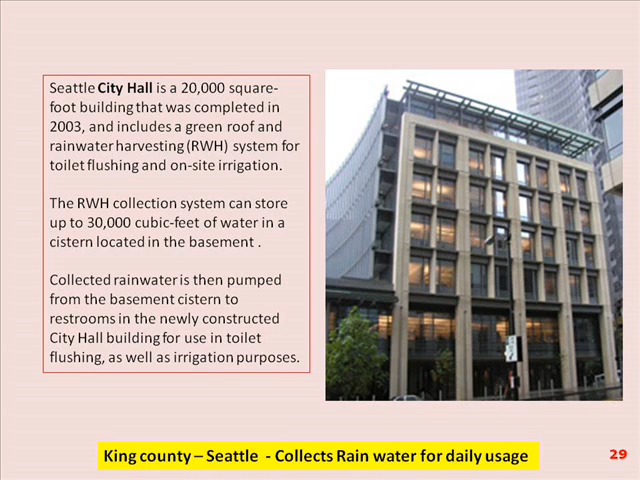 Seattle City Hall is a 20,000 square-
foot building that was completed in
2003, and includes a green roof and
rainwater harvesting (RWH) system for
toilet flushing and on-site irrigation.
The RWH collection system can store
up to 30,000 cubic-feet of water in a
cistern located in the basement .
Collected rainwater is then pumped
from the basement cistern to
restrooms in the newly constructed
City Hall building for use in toilet
flushing, as well as irrigation purposes.
King county – Seattle - Collects Rain water for daily usage
29